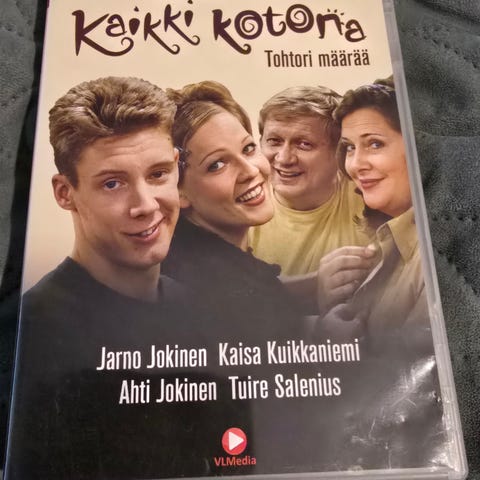 Kaikki kotona
Tohtori määrää
Jarno Jokinen Kaisa Kuikkaniemi
Ahti Jokinen Tuire Salenius
VLMedia